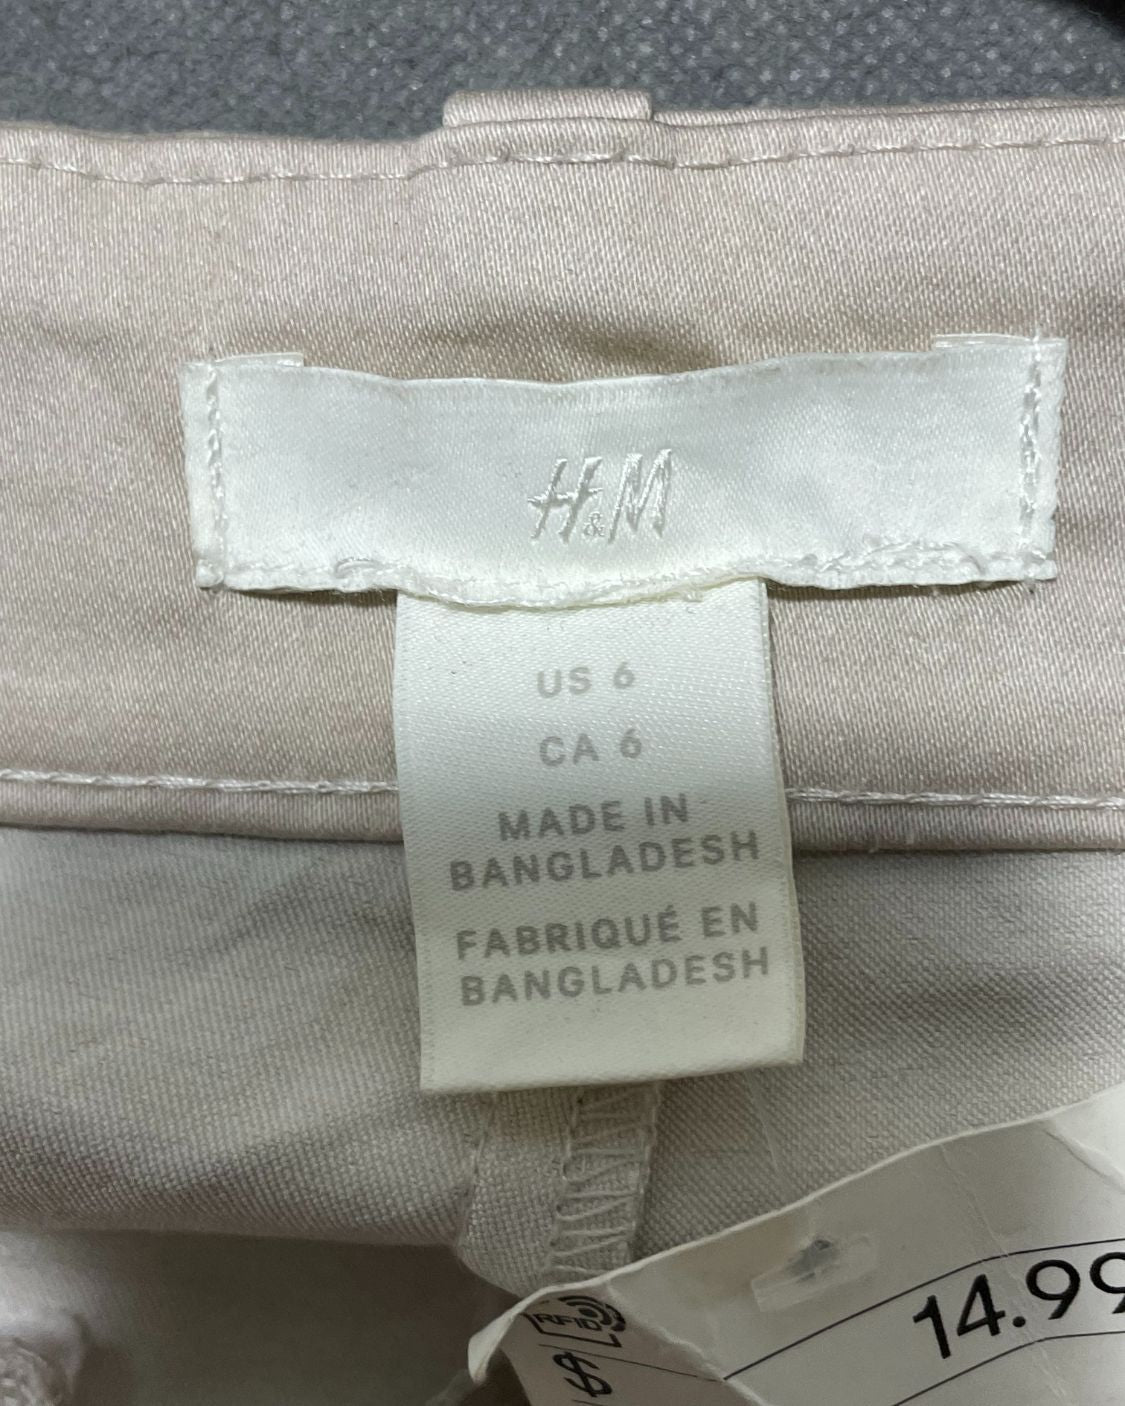 H&M
US 6
CA 6
MADE IN
BANGLADESH
FABRIQUÉ EN
BANGLADESH
RFID
$
14.99